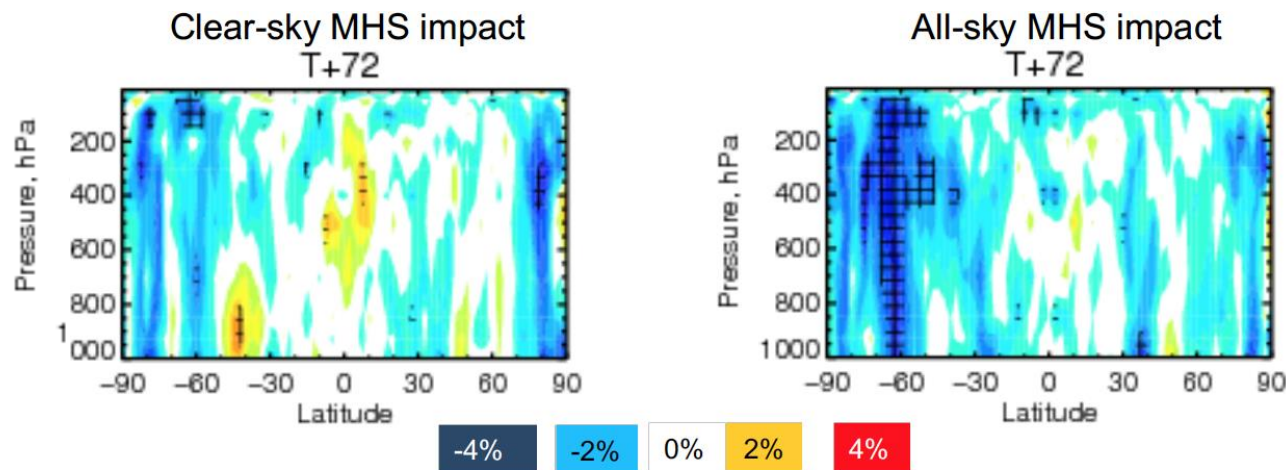 Clear-sky MHS impact
T+72
Pressure, hPa
200
400
600
800
1
000
−90 −60 −30 0 30 60 90
Latitude
All-sky MHS impact
T+72
Pressure, hPa
200
400
600
800
1000
−90 −60 −30 0 30 60 90
Latitude
-4% -2% 0% 2% 4%